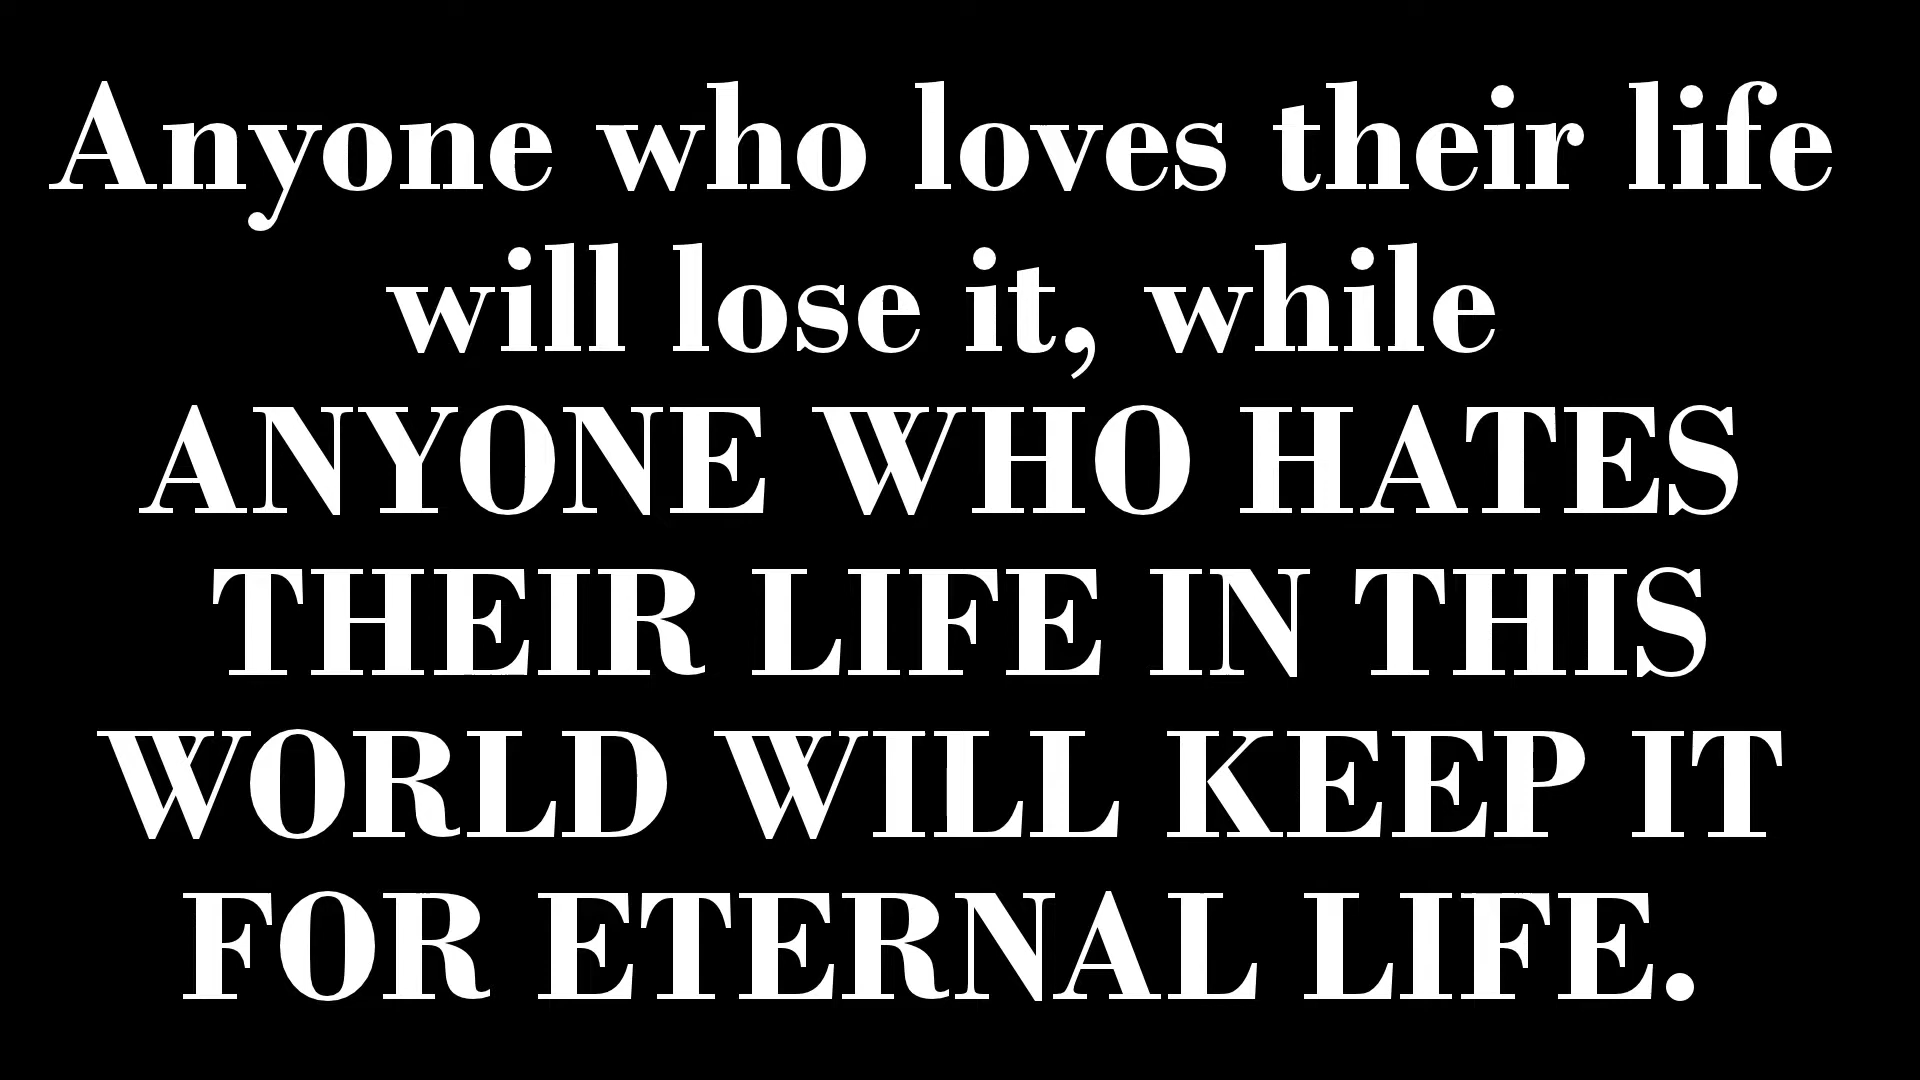 Anyone who loves their life
will lose it, while
ANYONE WHO HATES
THEIR LIFE IN THIS
WORLD WILL KEEP IT
FOR ETERNAL LIFE.